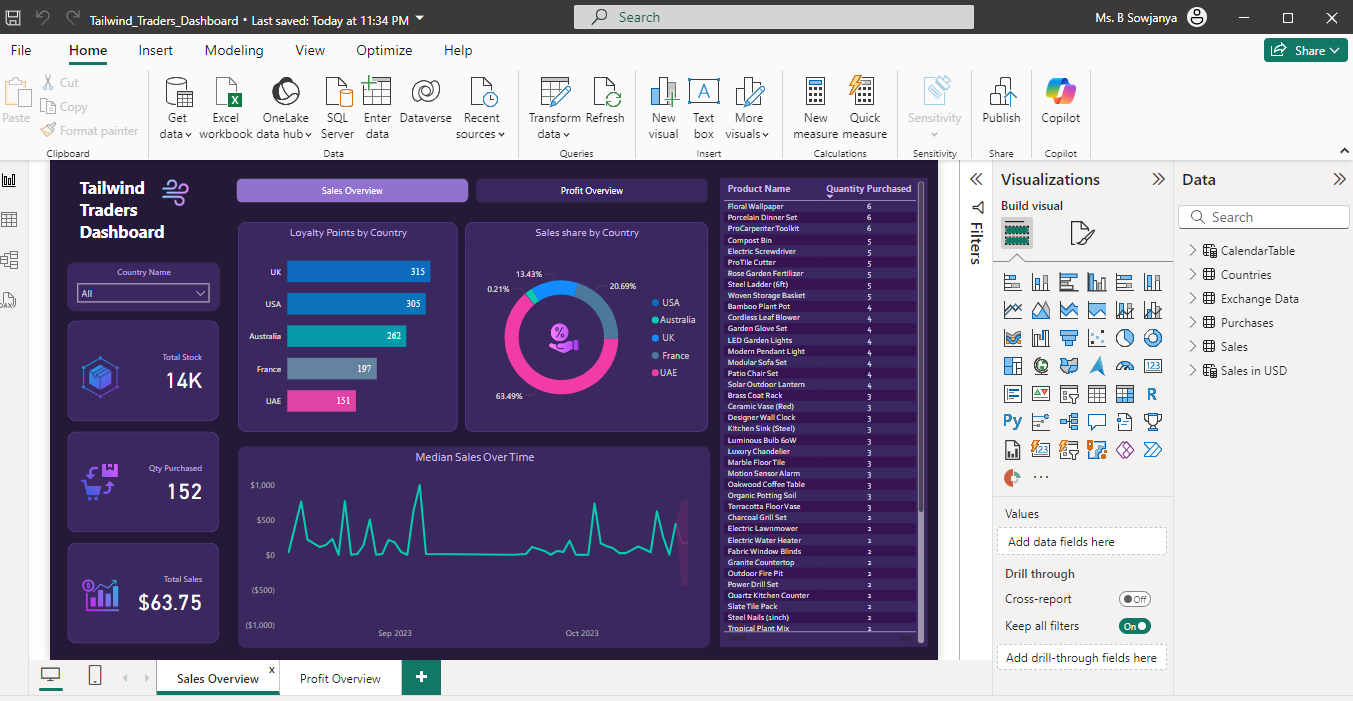 Tailwind_Traders_Dashboard • Last saved: Today at 11:34 PM
Search
Ms. B Sowjanya
File Home Insert Modeling View Optimize Help
Share
Paste
Cut
Copy
Format painter
Get data
Excel workbook
OneLake data hub
SQL Server
Enter data
Dataverse
Recent sources
Transform data
Refresh
New visual
Text box
More visuals
New measure
Quick measure
Sensitivity
Publish
Copilot
Clipboard
Data
Queries
Insert
Calculations
Sensitivity
Share
Copilot
Tailwind
Traders
Dashboard
Country Name
All
Total Stock
14K
Qty Purchased
152
Total Sales
$63.75
Sales Overview
Profit Overview
Loyalty Points by Country
UK 315
USA 305
Australia 262
France 197
UAE 151
Sales share by Country
13.43%
0.21%
20.69%
63.49%
USA
Australia
UK
France
UAE
Median Sales Over Time
$1,000
$500
$0
($500)
($1,000)
Sep 2023
Oct 2023
Product Name Quantity Purchased
Floral Wallpaper 6
Porcelain Dinner Set 6
ProCarpenter Toolkit 6
Compost Bin 5
Electric Screwdriver 5
ProTile Cutter 5
Rose Garden Fertilizer 5
Steel Ladder (6ft) 5
Woven Storage Basket 5
Bamboo Plant Pot 4
Cordless Leaf Blower 4
Garden Glove Set 4
LED Garden Lights 4
Modern Pendant Light 4
Modular Sofa Set 4
Patio Chair Set 4
Solar Outdoor Lantern 4
Brass Coat Rack 3
Ceramic Vase (Red) 3
Designer Wall Clock 3
Kitchen Sink (Steel) 3
Luminous Bulb 60W 3
Luxury Chandelier 3
Marble Floor Tile 3
Motion Sensor Alarm 3
Oakwood Coffee Table 3
Organic Potting Soil 3
Terracotta Floor Vase 3
Charcoal Grill Set 2
Electric Lawnmower 2
Electric Water Heater 2
Fabric Window Blinds 2
Granite Countertop 2
Outdoor Fire Pit 2
Power Drill Set 2
Quartz Kitchen Counter 2
Slate Tile Pack 2
Steel Nails (1inch) 2
Tropical Plant Mix 2
Filters
Visualizations
Build visual
123
R
Py
123
Values
Add data fields here
Drill through
Cross-report
Off
Keep all filters
On
Add drill-through fields here
Data
Search
CalendarTable
Countries
Exchange Data
Purchases
Sales
Sales in USD
Sales Overview x
Profit Overview
+